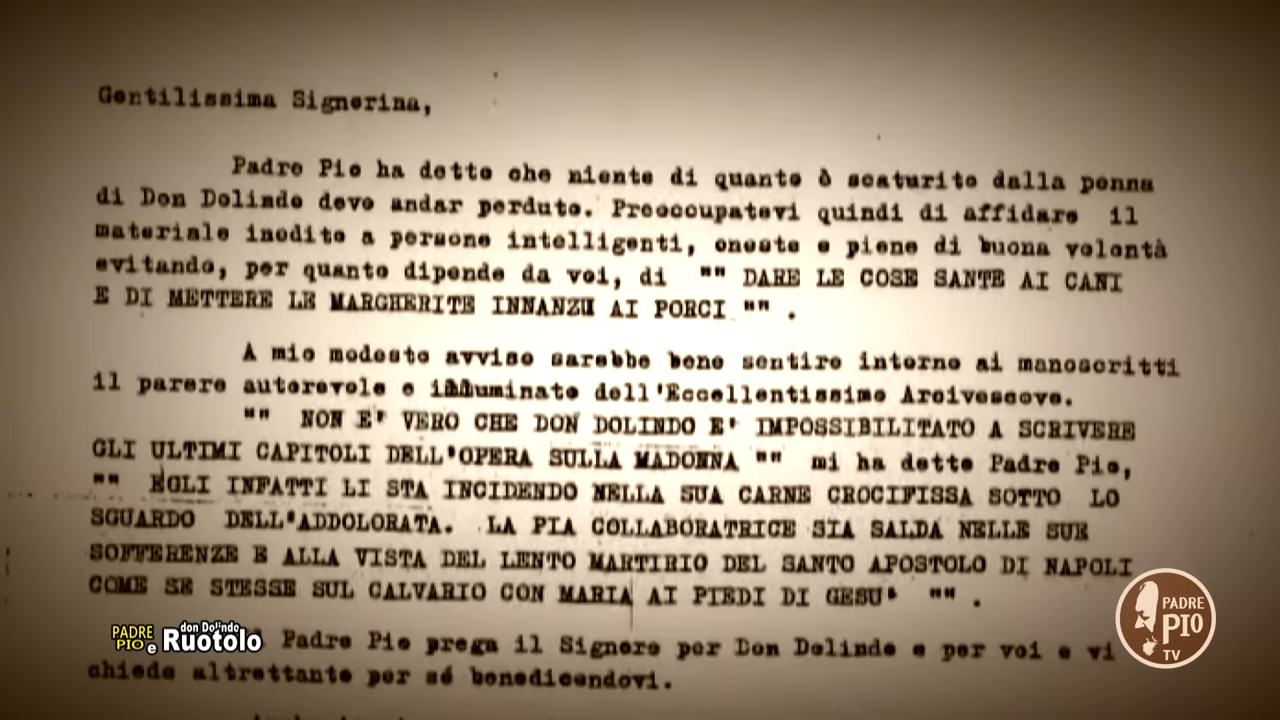 Gentilissima Signorina,
Padre Pio ha detto che niente di quanto è scaturito dalla penna
di Don Dolindo deve andar perduto. Preoccupatevi quindi di affidare il
materiale inedito a persone intelligenti, oneste e piene di buona volontà
evitando, per quanto dipende da voi, di "" DARE LE COSE SANTE AI CANI
E DI METTERE LE MARGHERITE INNANZU AI PORCI "" .
A mio modesto avviso sarebbe bene sentire intorno ai manoscritti
il parere autorevole e illuminato dell'Eccellentissimo Arcivescovo.
"" NON E' VERO CHE DON DOLINDO E' IMPOSSIBILITATO A SCRIVERE
GLI ULTIMI CAPITOLI DELL'OPERA SULLA MADONNA "" mi ha detto Padre Pio,
"" EGLI INFATTI LI STA INCIDENDO NELLA SUA CARNE CROCIFISSA SOTTO LO
SGUARDO DELL'ADDOLORATA. LA PIA COLLABORATRICE SIA SALDA NELLE SUE
SOFFERENZE E ALLA VISTA DEL LENTO MARTIRIO DEL SANTO APOSTOLO DI NAPOLI
COME SE STESSE SUL CALVARIO CON MARIA AI PIEDI DI GESU' "" .
Padre Pio prega il Signore per Don Dolindo e per voi e vi
chiede altrettanto per sé benedicendovi.
PADRE PIO e don Dolindo Ruotolo
PADRE
PIO
TV